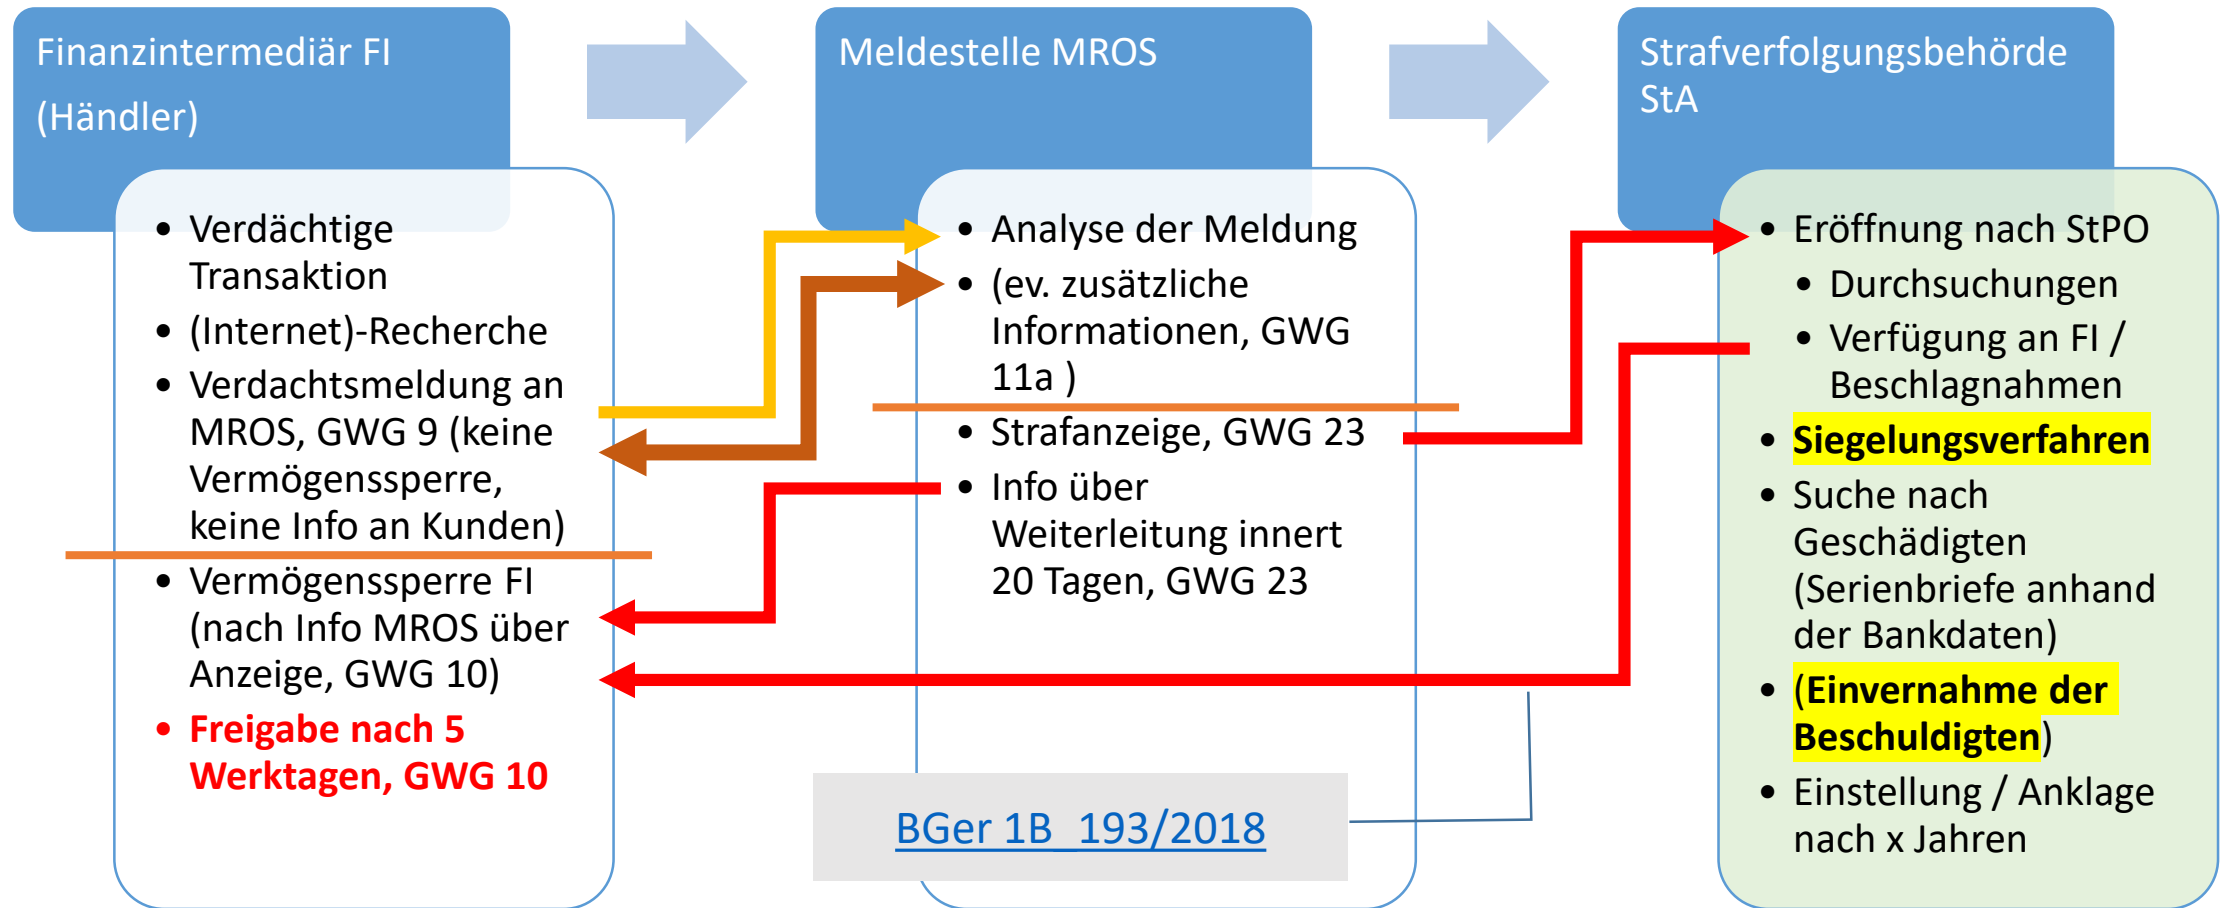 Finanzintermediär FI
(Händler)
• Verdächtige
Transaktion
• (Internet)-Recherche
• Verdachtsmeldung an
MROS, GWG 9 (keine
Vermögenssperre,
keine Info an Kunden)
• Vermögenssperre FI
(nach Info MROS über
Anzeige, GWG 10)
• Freigabe nach 5
Werktagen, GWG 10
Meldestelle MROS
• Analyse der Meldung
• (ev. zusätzliche
Informationen, GWG
11a )
• Strafanzeige, GWG 23
• Info über
Weiterleitung innert
20 Tagen, GWG 23
BGer 1B_193/2018
Strafverfolgungsbehörde
StA
• Eröffnung nach StPO
• Durchsuchungen
• Verfügung an FI /
Beschlagnahmen
• Siegelungsverfahren
• Suche nach
Geschädigten
(Serienbriefe anhand
der Bankdaten)
• (Einvernahme der
Beschuldigten)
• Einstellung / Anklage
nach x Jahren